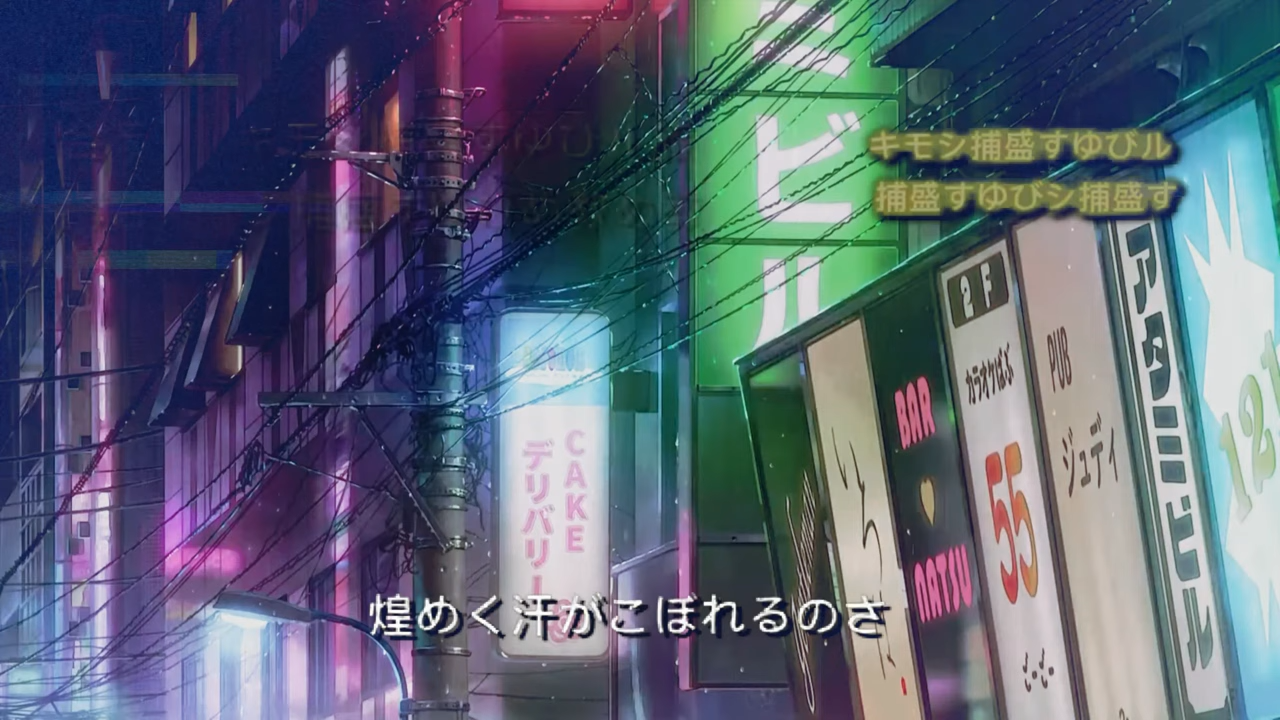 ミビル
キモシ捕盛すゆびル
捕盛すゆびシ捕盛す
CAKE
デリバリー
BAR
NATSU
2F
カラオケぱぶ
55
PUB
ジュディ
アタミビル
煌めく汗がこぼれるのさ